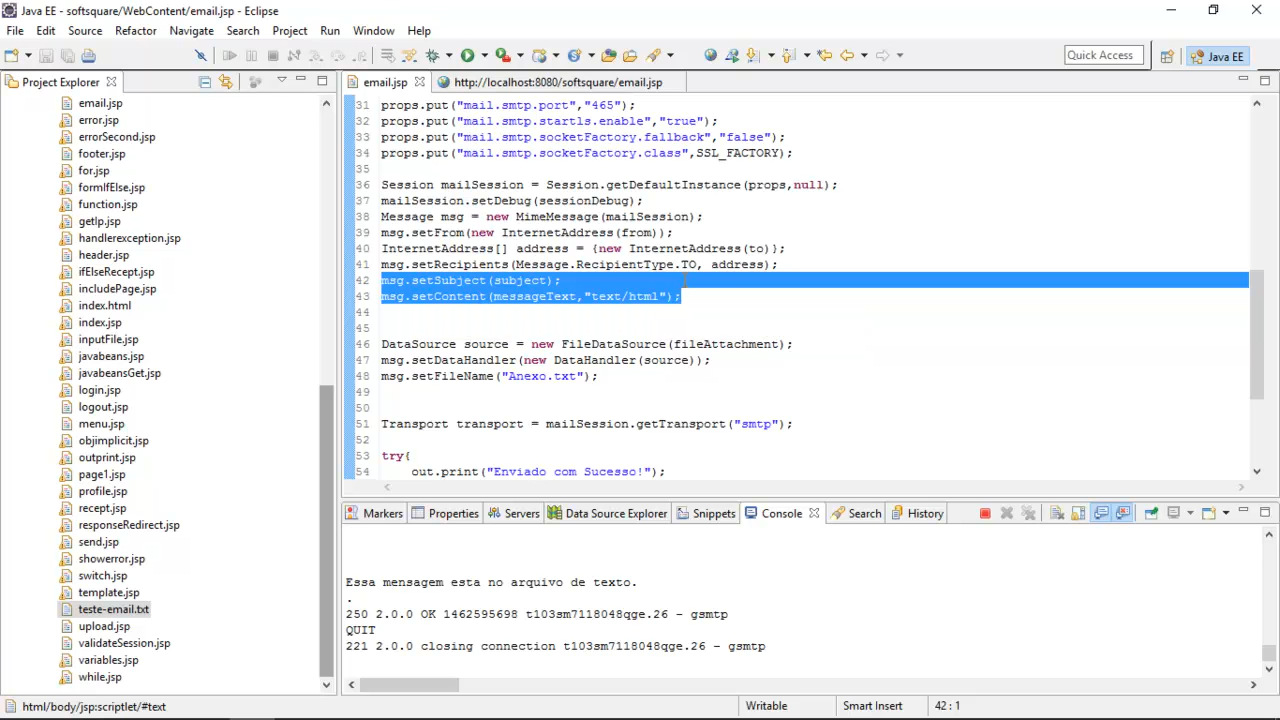 Java EE - softsquare/WebContent/email.jsp - Eclipse
File Edit Source Refactor Navigate Search Project Run Window Help
Quick Access
Java EE
Project Explorer
email.jsp
http://localhost:8080/softsquare/email.jsp
email.jsp
error.jsp
errorSecond.jsp
footer.jsp
for.jsp
formIfElse.jsp
function.jsp
getIp.jsp
handlerexception.jsp
header.jsp
ifElseRecept.jsp
includePage.jsp
index.html
index.jsp
inputFile.jsp
javabeans.jsp
javabeansGet.jsp
login.jsp
logout.jsp
menu.jsp
objimplicit.jsp
outprint.jsp
page1.jsp
profile.jsp
recept.jsp
responseRedirect.jsp
send.jsp
showerror.jsp
switch.jsp
template.jsp
teste-email.txt
upload.jsp
validateSession.jsp
variables.jsp
while.jsp
31 props.put("mail.smtp.port","465");
32 props.put("mail.smtp.startls.enable","true");
33 props.put("mail.smtp.socketFactory.fallback","false");
34 props.put("mail.smtp.socketFactory.class",SSL_FACTORY);
35
36 Session mailSession = Session.getDefaultInstance(props,null);
37 mailSession.setDebug(sessionDebug);
38 Message msg = new MimeMessage(mailSession);
39 msg.setFrom(new InternetAddress(from));
40 InternetAddress[] address = {new InternetAddress(to)};
41 msg.setRecipients(Message.RecipientType.TO, address);
42 msg.setSubject(subject);
43 msg.setContent(messageText,"text/html");
44
45
46 DataSource source = new FileDataSource(fileAttachment);
47 msg.setDataHandler(new DataHandler(source));
48 msg.setFileName("Anexo.txt");
49
50
51 Transport transport = mailSession.getTransport("smtp");
52
53 try{
54 out.print("Enviado com Sucesso!");
Markers Properties Servers Data Source Explorer Snippets Console Search History
Essa mensagem esta no arquivo de texto.
.
250 2.0.0 OK 1462595698 t103sm7118048qge.26 - gsmtp
QUIT
221 2.0.0 closing connection t103sm7118048qge.26 - gsmtp
html/body/jsp:scriptlet/#text
Writable
Smart Insert
42 : 1